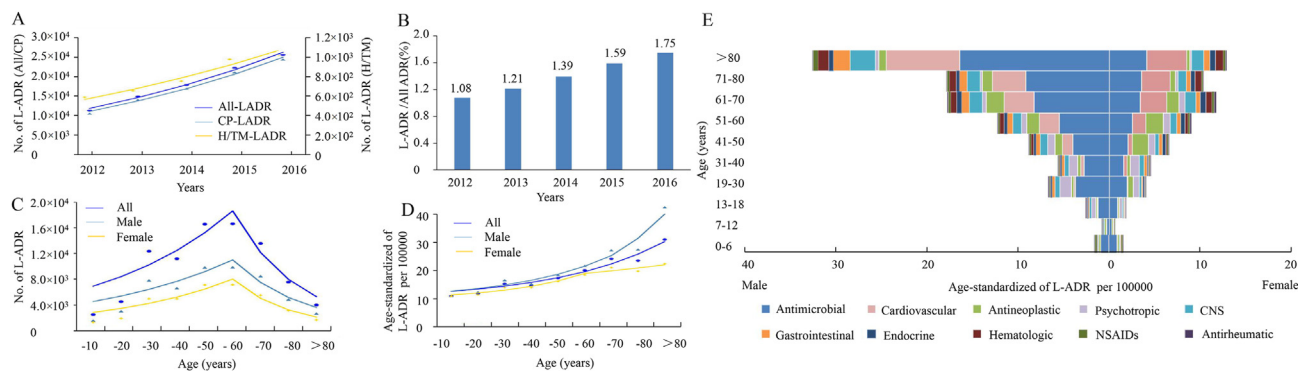 A
No. of L-ADR (All/CP)
3.0×10⁴
2.5×10⁴
2.0×10⁴
1.5×10⁴
1.0×10⁴
5.0×10³
0
1.2×10³
1.0×10³
8.0×10²
6.0×10²
4.0×10²
2.0×10²
0
No. of L-ADR (H/TM)
All-LADR
CP-LADR
H/TM-LADR
2012 2013 2014 2015 2016
Years
B
L-ADR /All ADR(%)
2.0
1.6
1.2
0.8
0.4
0
1.08 1.21 1.39 1.59 1.75
2012 2013 2014 2015 2016
Years
C
No. of L-ADR
2.0×10⁴
1.6×10⁴
1.2×10⁴
8.0×10³
4.0×10³
0
All
Male
Female
-10 -20 -30 -40 -50 -60 -70 -80 >80
Age (years)
D
Age-standardized of
L-ADR per 100000
40
30
20
10
0
All
Male
Female
-10 -20 -30 -40 -50 -60 -70 -80 >80
Age (years)
E
Age (years)
>80
71-80
61-70
51-60
41-50
31-40
19-30
13-18
7-12
0-6
40 30 20 10 0 10 20
Male Age-standardized of L-ADR per 100000 Female
Antimicrobial Cardiovascular Antineoplastic Psychotropic CNS
Gastrointestinal Endocrine Hematologic NSAIDs Antirheumatic